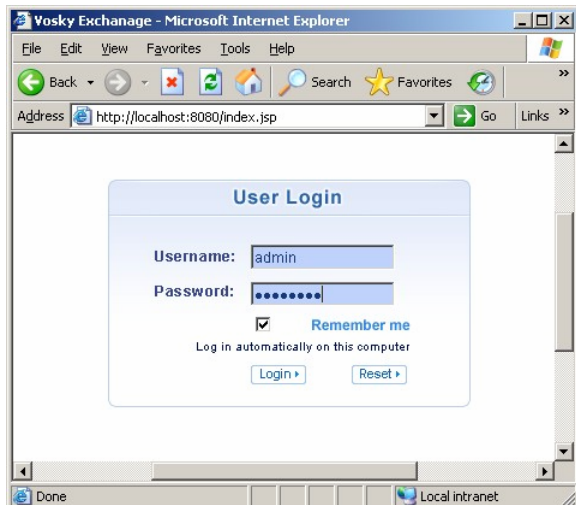 Vosky Exchanage - Microsoft Internet Explorer
File Edit View Favorites Tools Help
Back Search Favorites »
Address http://localhost:8080/index.jsp Go Links »
User Login
Username: admin
Password: ••••••••
Remember me
Log in automatically on this computer
Login Reset
Done Local intranet